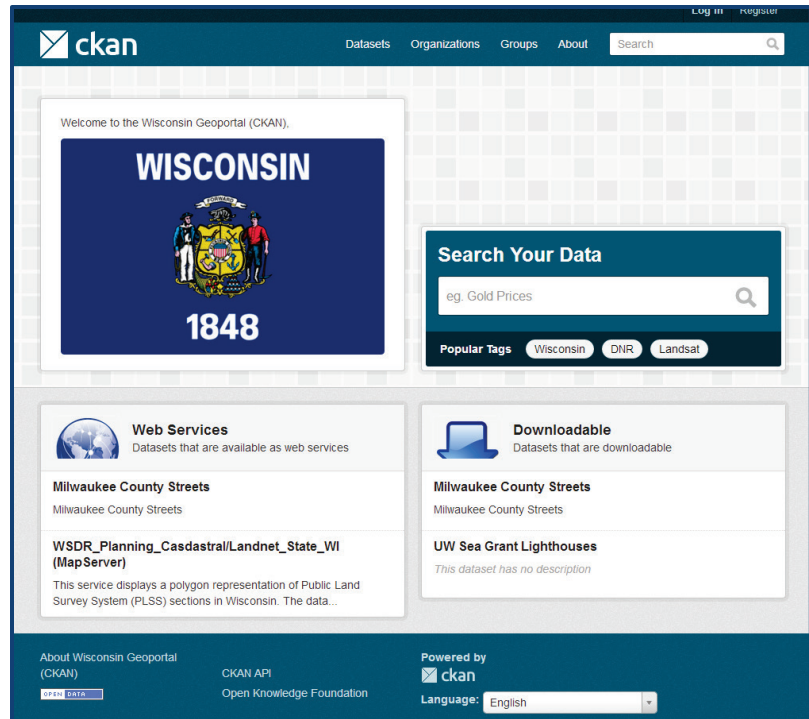 Log in Register
ckan
Datasets Organizations Groups About Search
Welcome to the Wisconsin Geoportal (CKAN),
WISCONSIN
FORWARD
1848
Search Your Data
eg. Gold Prices
Popular Tags Wisconsin DNR Landsat
Web Services
Datasets that are available as web services
Milwaukee County Streets
Milwaukee County Streets
WSDR_Planning_Casdastral/Landnet_State_WI
(MapServer)
This service displays a polygon representation of Public Land
Survey System (PLSS) sections in Wisconsin. The data...
Downloadable
Datasets that are downloadable
Milwaukee County Streets
Milwaukee County Streets
UW Sea Grant Lighthouses
This dataset has no description
About Wisconsin Geoportal
(CKAN)
OPEN DATA
CKAN API
Open Knowledge Foundation
Powered by
ckan
Language: English